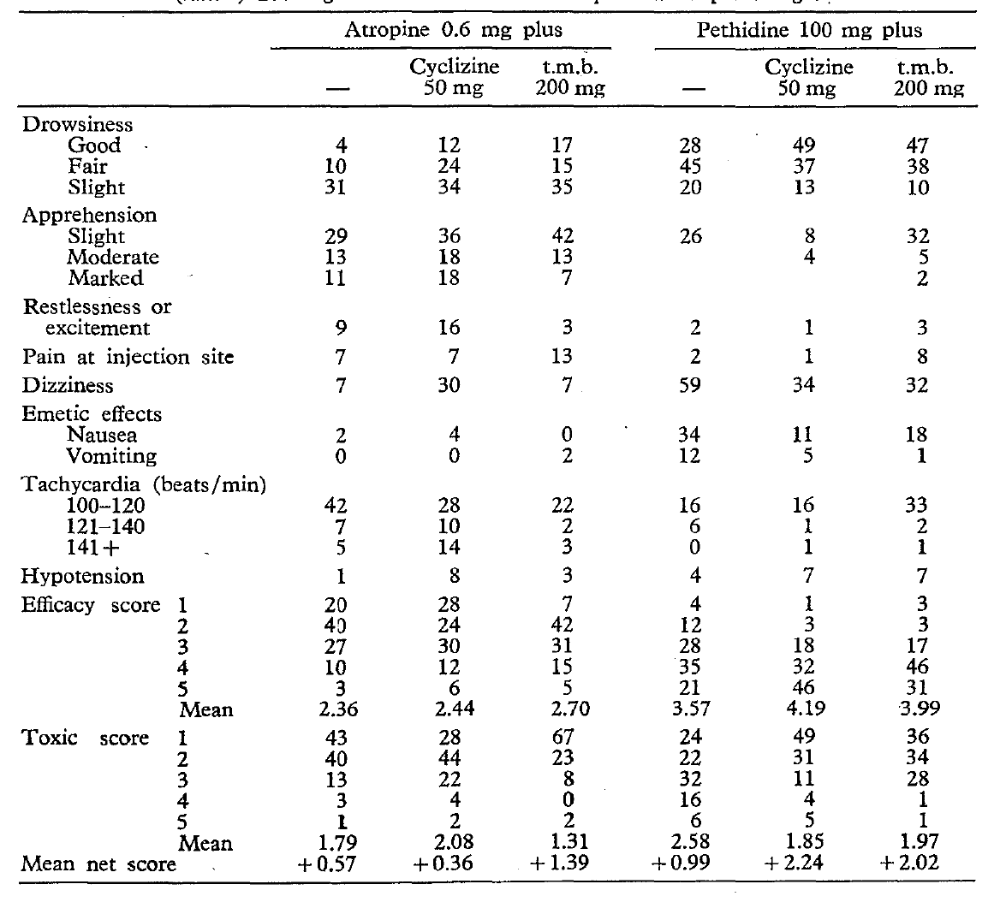 Atropine 0.6 mg plus Pethidine 100 mg plus
Cyclizine t.m.b. Cyclizine t.m.b.
— 50 mg 200 mg — 50 mg 200 mg
Drowsiness
Good 4 12 17 28 49 47
Fair 10 24 15 45 37 38
Slight 31 34 35 20 13 10
Apprehension
Slight 29 36 42 26 8 32
Moderate 13 18 13 4 5
Marked 11 18 7 2
Restlessness or
excitement 9 16 3 2 1 3
Pain at injection site 7 7 13 2 1 8
Dizziness 7 30 7 59 34 32
Emetic effects
Nausea 2 4 0 34 11 18
Vomiting 0 0 2 12 5 1
Tachycardia (beats/min)
100–120 42 28 22 16 16 33
121–140 7 10 2 6 1 2
141+ 5 14 3 0 1 1
Hypotension 1 8 3 4 7 7
Efficacy score 1 20 28 7 4 1 3
2 40 24 42 12 3 3
3 27 30 31 28 18 17
4 10 12 15 35 32 46
5 3 6 5 21 46 31
Mean 2.36 2.44 2.70 3.57 4.19 3.99
Toxic score 1 43 28 67 24 49 36
2 40 44 23 22 31 34
3 13 22 8 32 11 28
4 3 4 0 16 4 1
5 1 2 2 6 5 1
Mean 1.79 2.08 1.31 2.58 1.85 1.97
Mean net score +0.57 +0.36 +1.39 +0.99 +2.24 +2.02